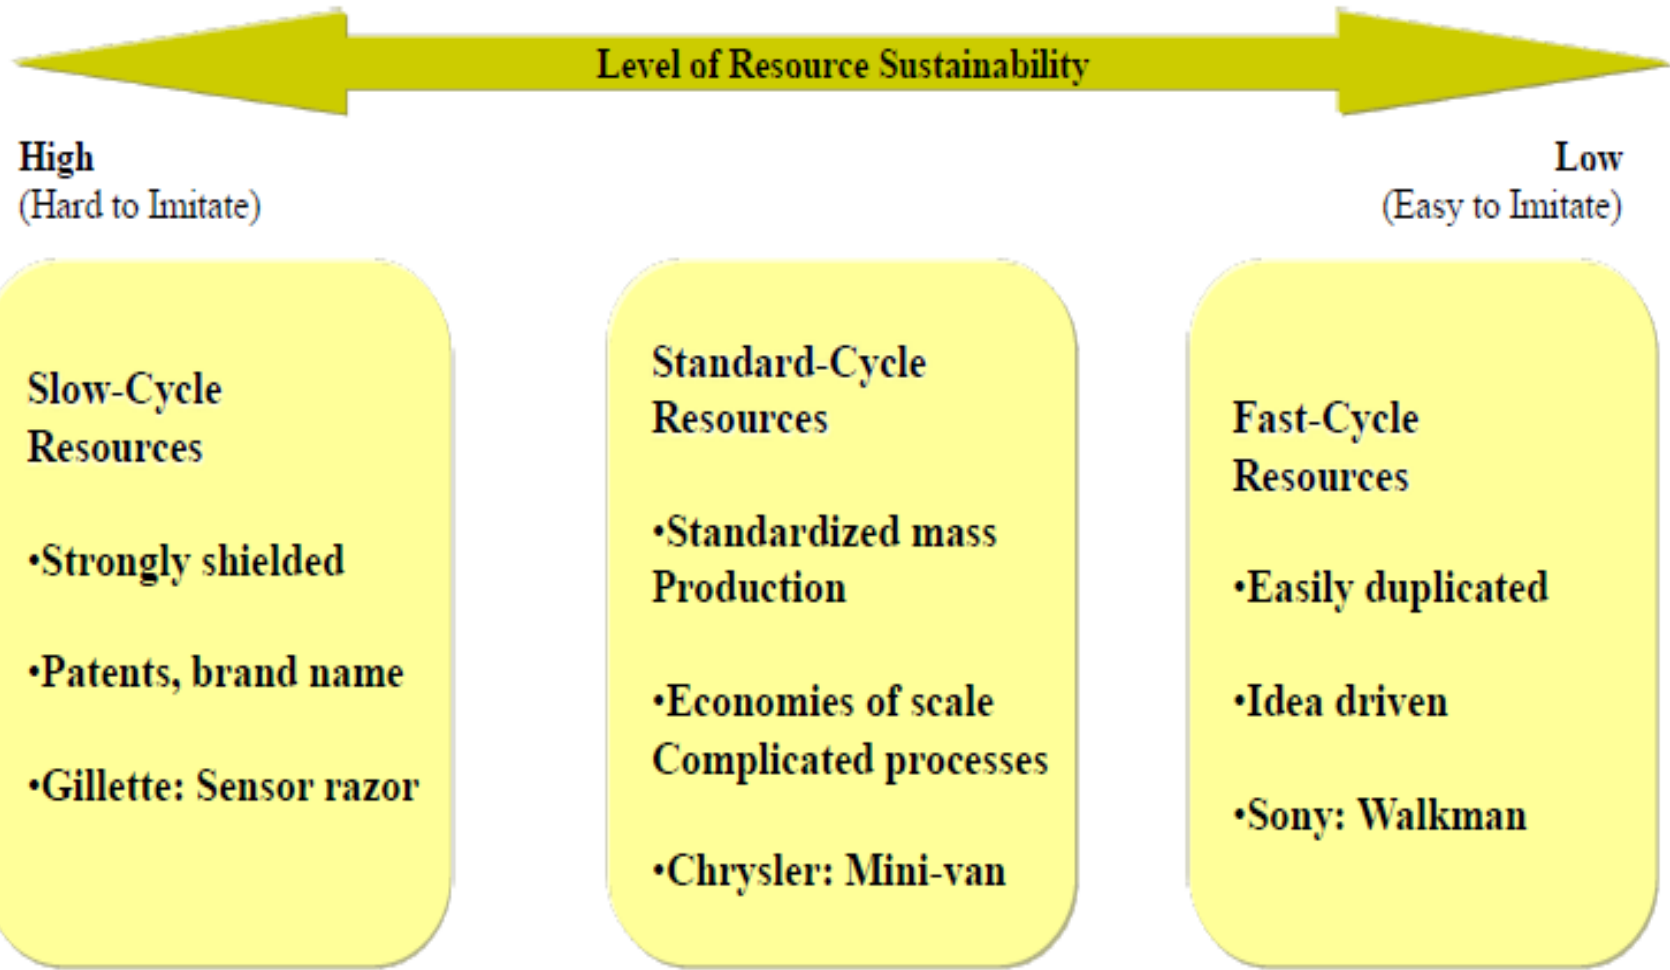 Level of Resource Sustainability
High
(Hard to Imitate)
Low
(Easy to Imitate)
Slow-Cycle
Resources
•Strongly shielded
•Patents, brand name
•Gillette: Sensor razor
Standard-Cycle
Resources
•Standardized mass
Production
•Economies of scale
Complicated processes
•Chrysler: Mini-van
Fast-Cycle
Resources
•Easily duplicated
•Idea driven
•Sony: Walkman